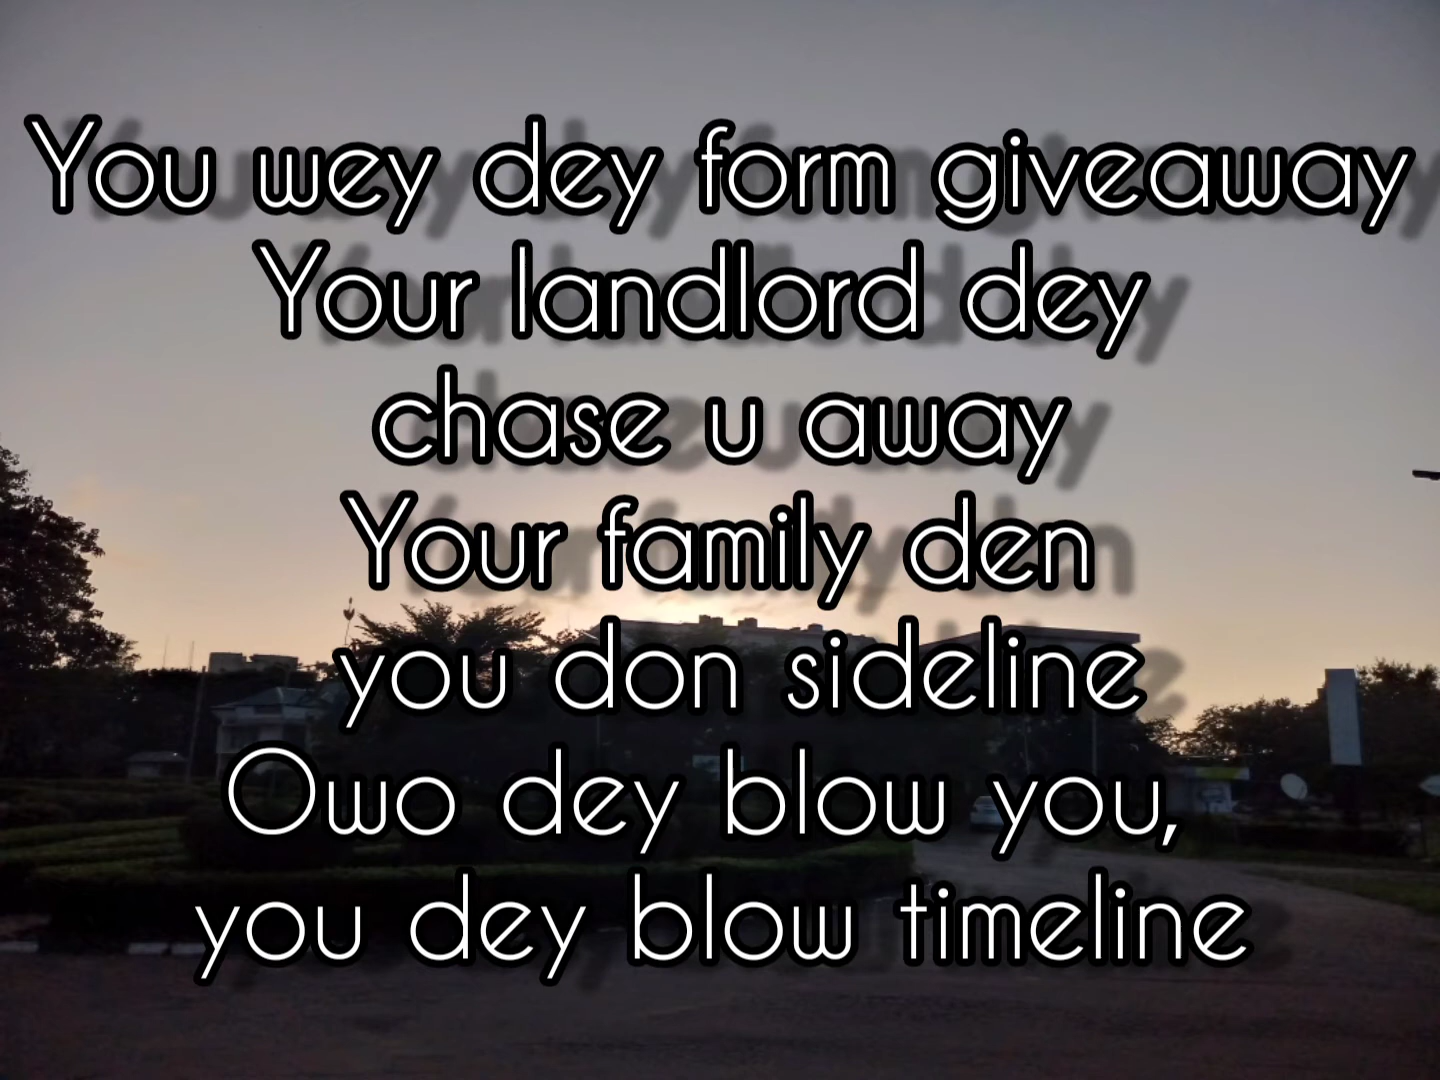 You wey dey form giveaway
Your landlord dey
chase u away
Your family den
you don sideline
Owo dey blow you,
you dey blow timeline